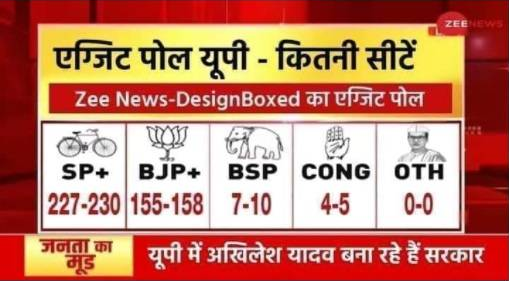 ZEE NEWS
एग्जिट पोल यूपी - कितनी सीटें
Zee News-DesignBoxed का एग्जिट पोल
SP+ BJP+ BSP CONG OTH
227-230 155-158 7-10 4-5 0-0
जनता का
मूड
यूपी में अखिलेश यादव बना रहे हैं सरकार